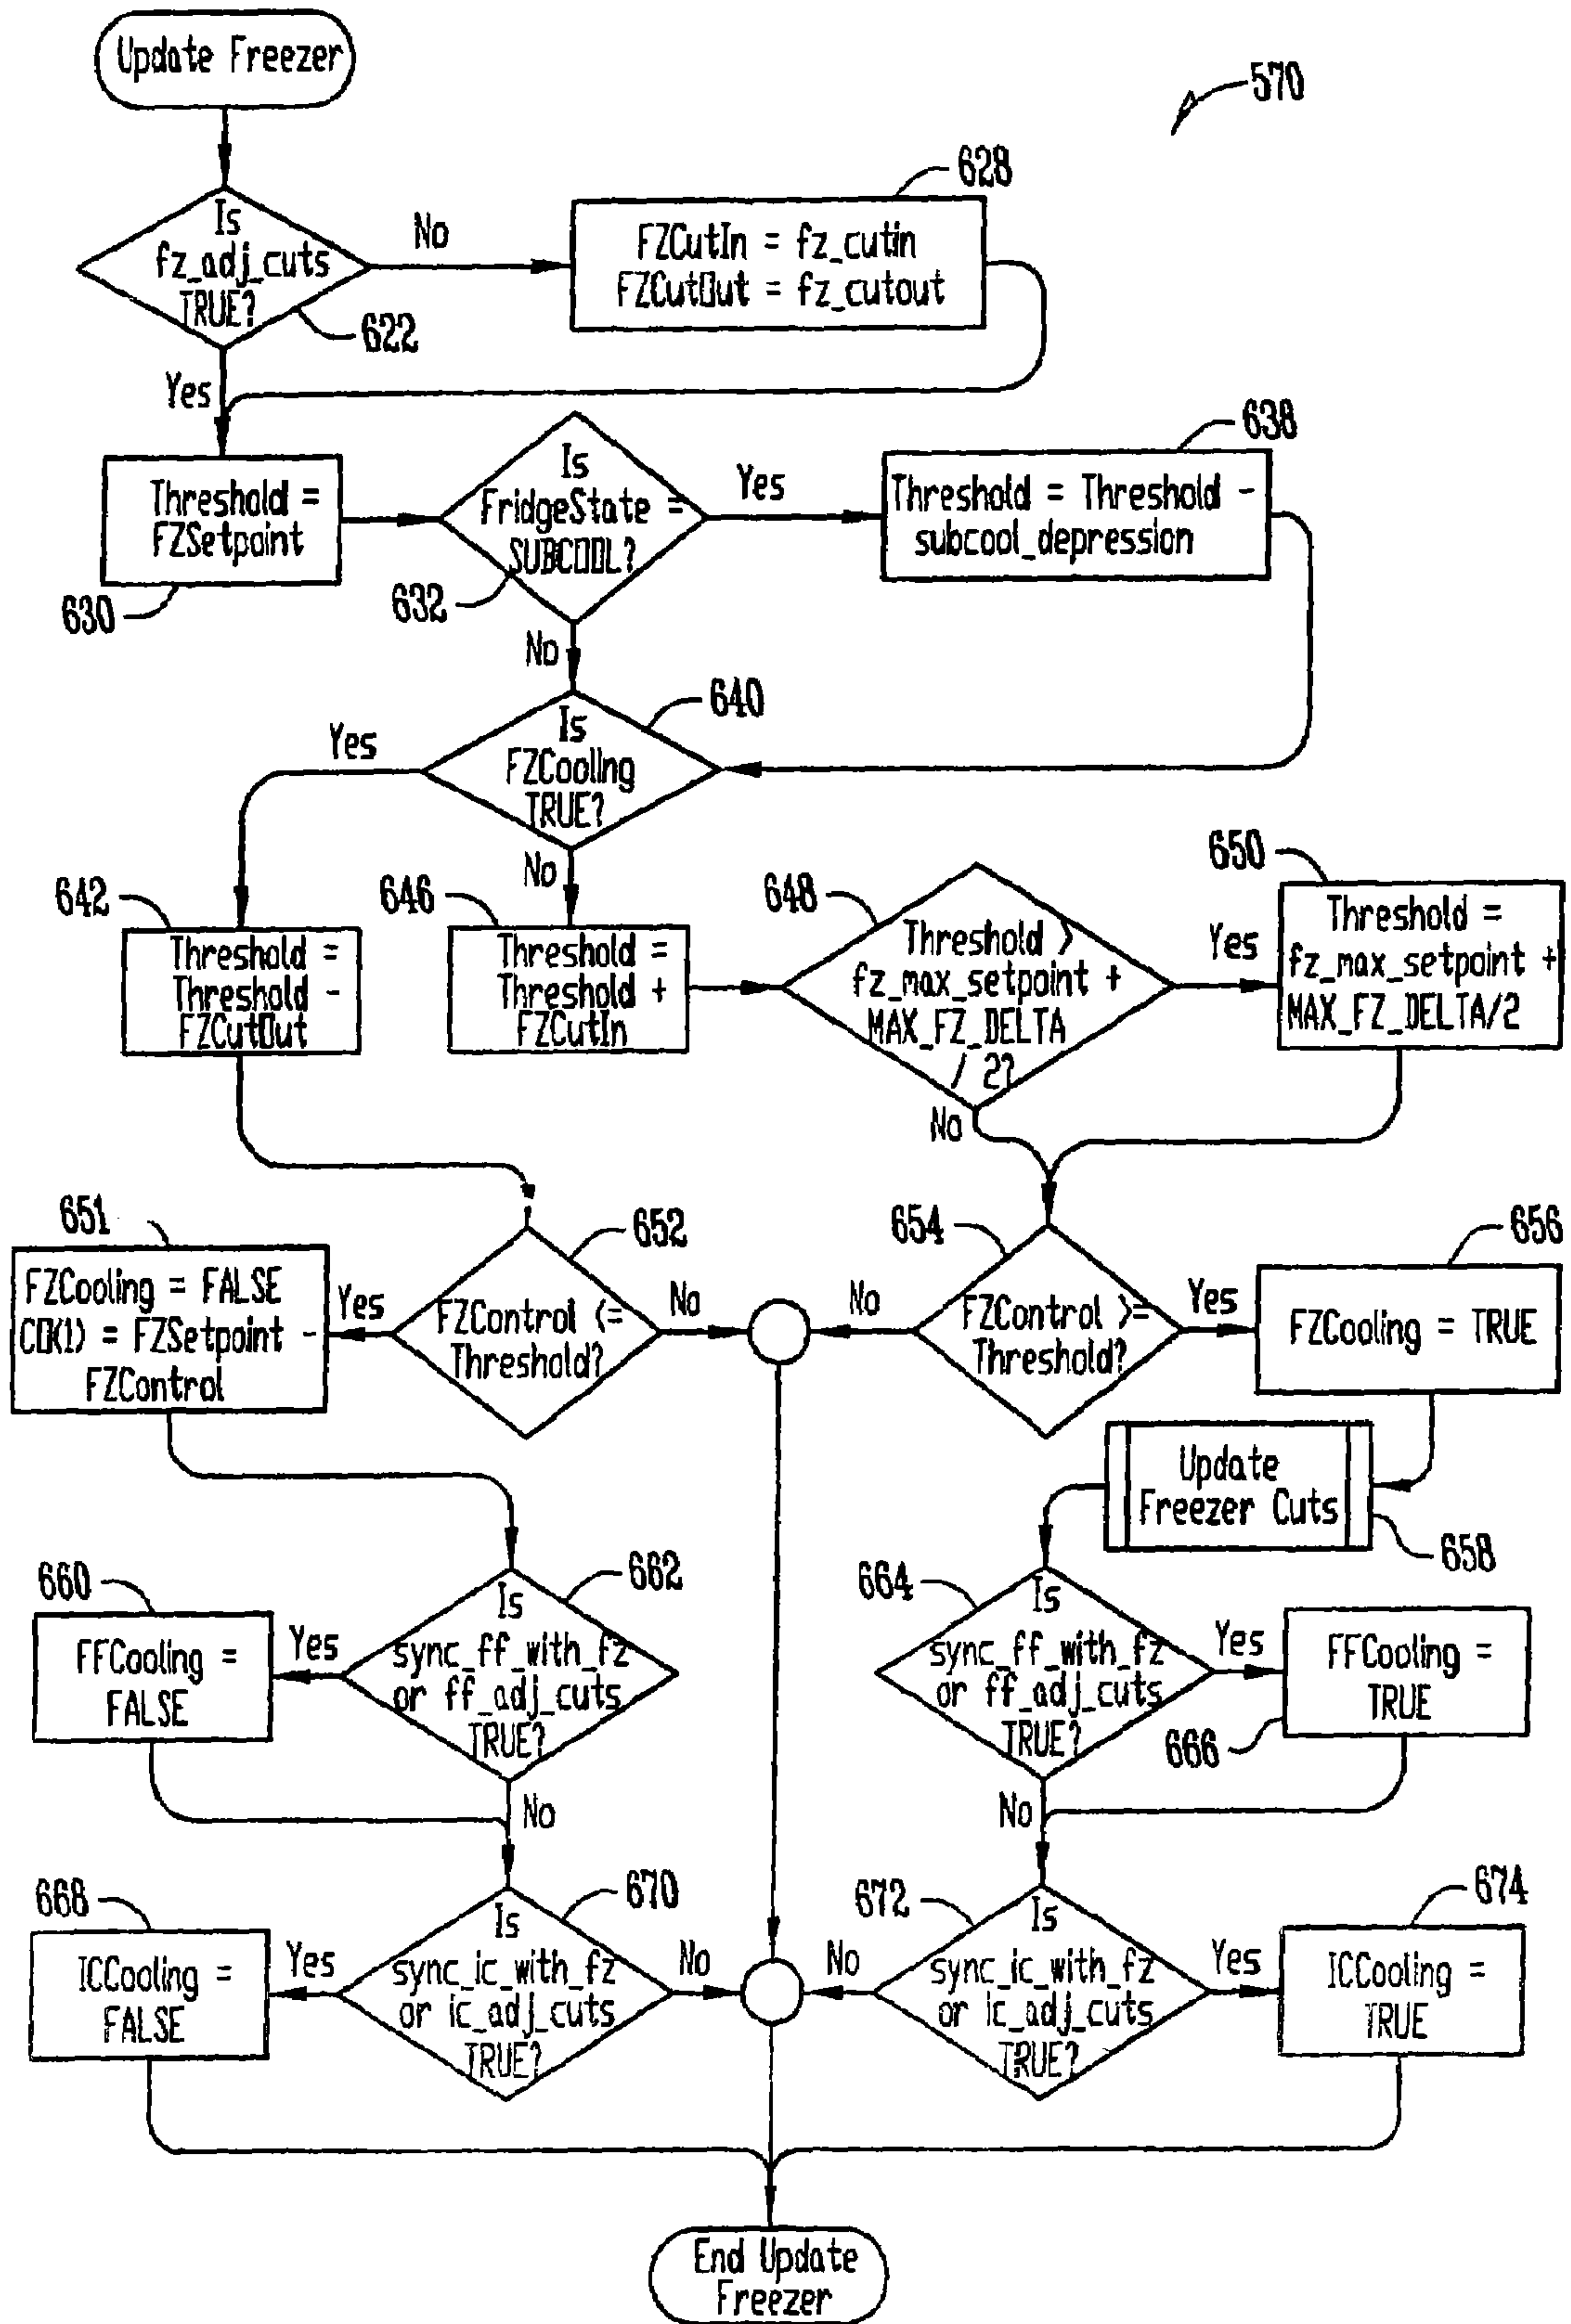 Update Freezer
570
Is
fz_adj_cuts
TRUE?
622
No
Yes
628
FZCutIn = fz_cutin
FZCutOut = fz_cutout
Threshold =
FZSetpoint
630
Is
FridgeState =
SUBCOOL?
632
Yes
No
638
Threshold = Threshold -
subcool_depression
640
Is
FZCooling
TRUE?
Yes
No
642
Threshold =
Threshold -
FZCutOut
646
Threshold =
Threshold +
FZCutIn
648
Threshold >
fz_max_setpoint +
MAX_FZ_DELTA
/ 2?
Yes
No
650
Threshold =
fz_max_setpoint +
MAX_FZ_DELTA/2
651
FZCooling = FALSE
CO(K1) = FZSetpoint -
FZControl
652
FZControl <=
Threshold?
Yes
No
654
FZControl >=
Threshold?
No
Yes
656
FZCooling = TRUE
Update
Freezer Cuts
658
660
FFCooling =
FALSE
662
Is
sync_ff_with_fz
or ff_adj_cuts
TRUE?
Yes
No
664
Is
sync_ff_with_fz
or ff_adj_cuts
TRUE?
Yes
No
FFCooling =
TRUE
666
668
ICCooling =
FALSE
670
Is
sync_ic_with_fz
or ic_adj_cuts
TRUE?
Yes
No
672
Is
sync_ic_with_fz
or ic_adj_cuts
TRUE?
No
Yes
674
ICCooling =
TRUE
End Update
Freezer